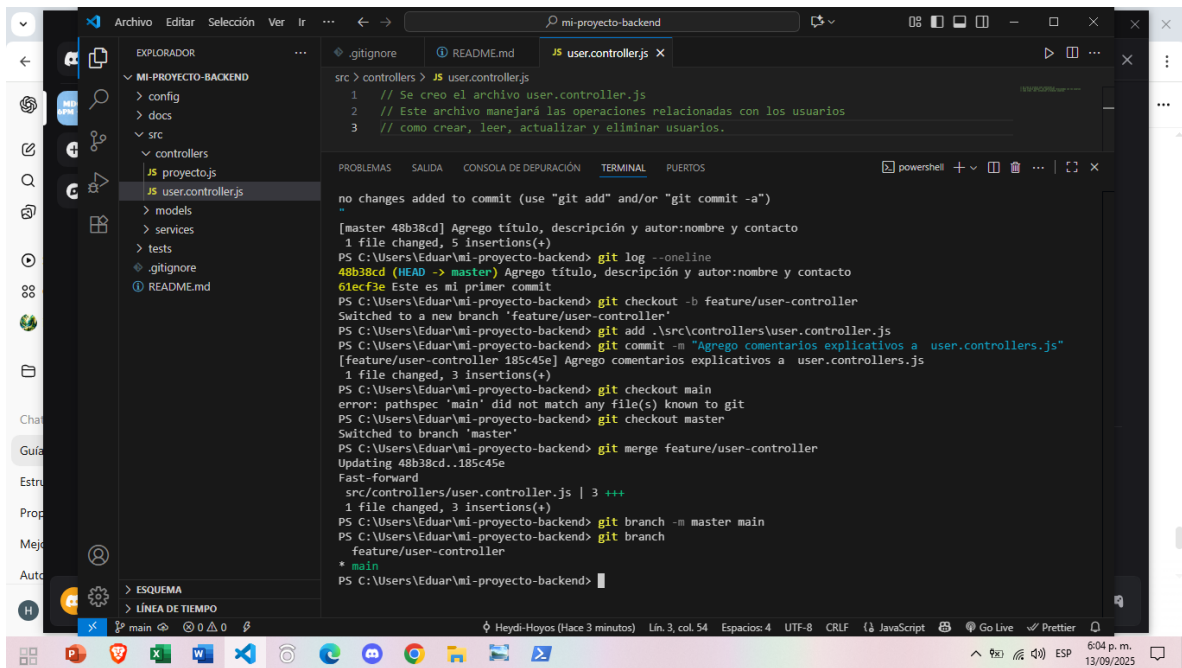 Archivo Editar Selección Ver Ir ··· mi-proyecto-backend
EXPLORADOR ···
.gitignore README.md JS user.controller.js
MI-PROYECTO-BACKEND
config
docs
src
controllers
JS proyecto.js
JS user.controller.js
models
services
tests
.gitignore
README.md
ESQUEMA
LÍNEA DE TIEMPO
src > controllers > JS user.controller.js
1 // Se creo el archivo user.controller.js
2 // Este archivo manejará las operaciones relacionadas con los usuarios
3 // como crear, leer, actualizar y eliminar usuarios.
PROBLEMAS SALIDA CONSOLA DE DEPURACIÓN TERMINAL PUERTOS powershell
no changes added to commit (use "git add" and/or "git commit -a")
"
[master 48b38cd] Agrego título, descripción y autor:nombre y contacto
1 file changed, 5 insertions(+)
PS C:\Users\Eduar\mi-proyecto-backend> git log --oneline
48b38cd (HEAD -> master) Agrego título, descripción y autor:nombre y contacto
61ecf3e Este es mi primer commit
PS C:\Users\Eduar\mi-proyecto-backend> git checkout -b feature/user-controller
Switched to a new branch 'feature/user-controller'
PS C:\Users\Eduar\mi-proyecto-backend> git add .\src\controllers\user.controller.js
PS C:\Users\Eduar\mi-proyecto-backend> git commit -m "Agrego comentarios explicativos a  user.controllers.js"
[feature/user-controller 185c45e] Agrego comentarios explicativos a  user.controllers.js
1 file changed, 3 insertions(+)
PS C:\Users\Eduar\mi-proyecto-backend> git checkout main
error: pathspec 'main' did not match any file(s) known to git
PS C:\Users\Eduar\mi-proyecto-backend> git checkout master
Switched to branch 'master'
PS C:\Users\Eduar\mi-proyecto-backend> git merge feature/user-controller
Updating 48b38cd..185c45e
Fast-forward
src/controllers/user.controller.js | 3 +++
1 file changed, 3 insertions(+)
PS C:\Users\Eduar\mi-proyecto-backend> git branch -m master main
PS C:\Users\Eduar\mi-proyecto-backend> git branch
feature/user-controller
* main
PS C:\Users\Eduar\mi-proyecto-backend>
main 0 0 Heydi-Hoyos (Hace 3 minutos) Lín. 3, col. 54 Espacios: 4 UTF-8 CRLF JavaScript Go Live Prettier
ESP 6:04 p. m.
13/09/2025